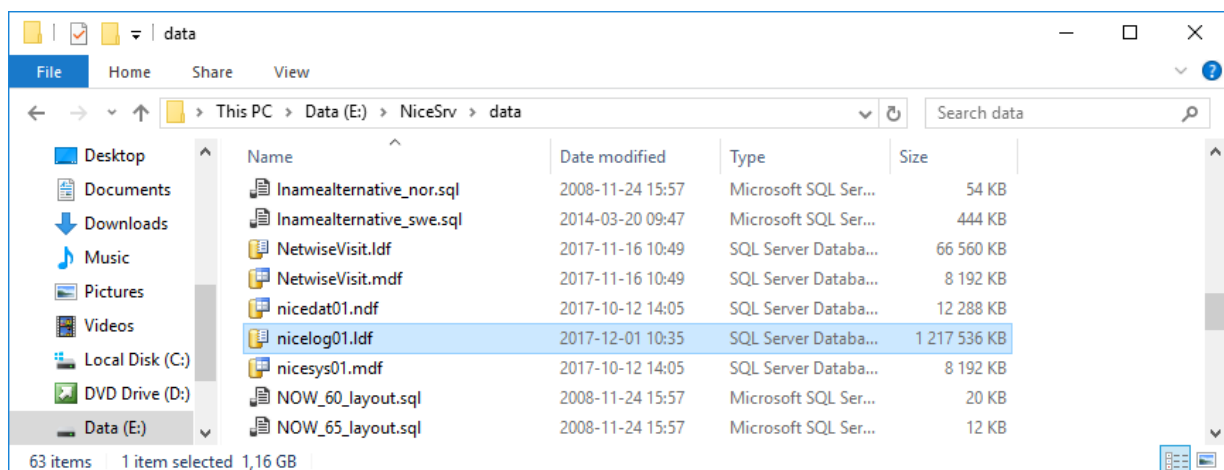 data
File Home Share View
This PC > Data (E:) > NiceSrv > data Search data
Name Date modified Type Size
Desktop
Documents
Downloads
Music
Pictures
Videos
Local Disk (C:)
DVD Drive (D:)
Data (E:)
lnamealternative_nor.sql 2008-11-24 15:57 Microsoft SQL Ser... 54 KB
lnamealternative_swe.sql 2014-03-20 09:47 Microsoft SQL Ser... 444 KB
NetwiseVisit.ldf 2017-11-16 10:49 SQL Server Databa... 66 560 KB
NetwiseVisit.mdf 2017-11-16 10:49 SQL Server Databa... 8 192 KB
nicedat01.ndf 2017-10-12 14:05 SQL Server Databa... 12 288 KB
nicelog01.ldf 2017-12-01 10:35 SQL Server Databa... 1 217 536 KB
nicesys01.mdf 2017-10-12 14:05 SQL Server Databa... 8 192 KB
NOW_60_layout.sql 2008-11-24 15:57 Microsoft SQL Ser... 20 KB
NOW_65_layout.sql 2008-11-24 15:57 Microsoft SQL Ser... 12 KB
63 items 1 item selected 1,16 GB